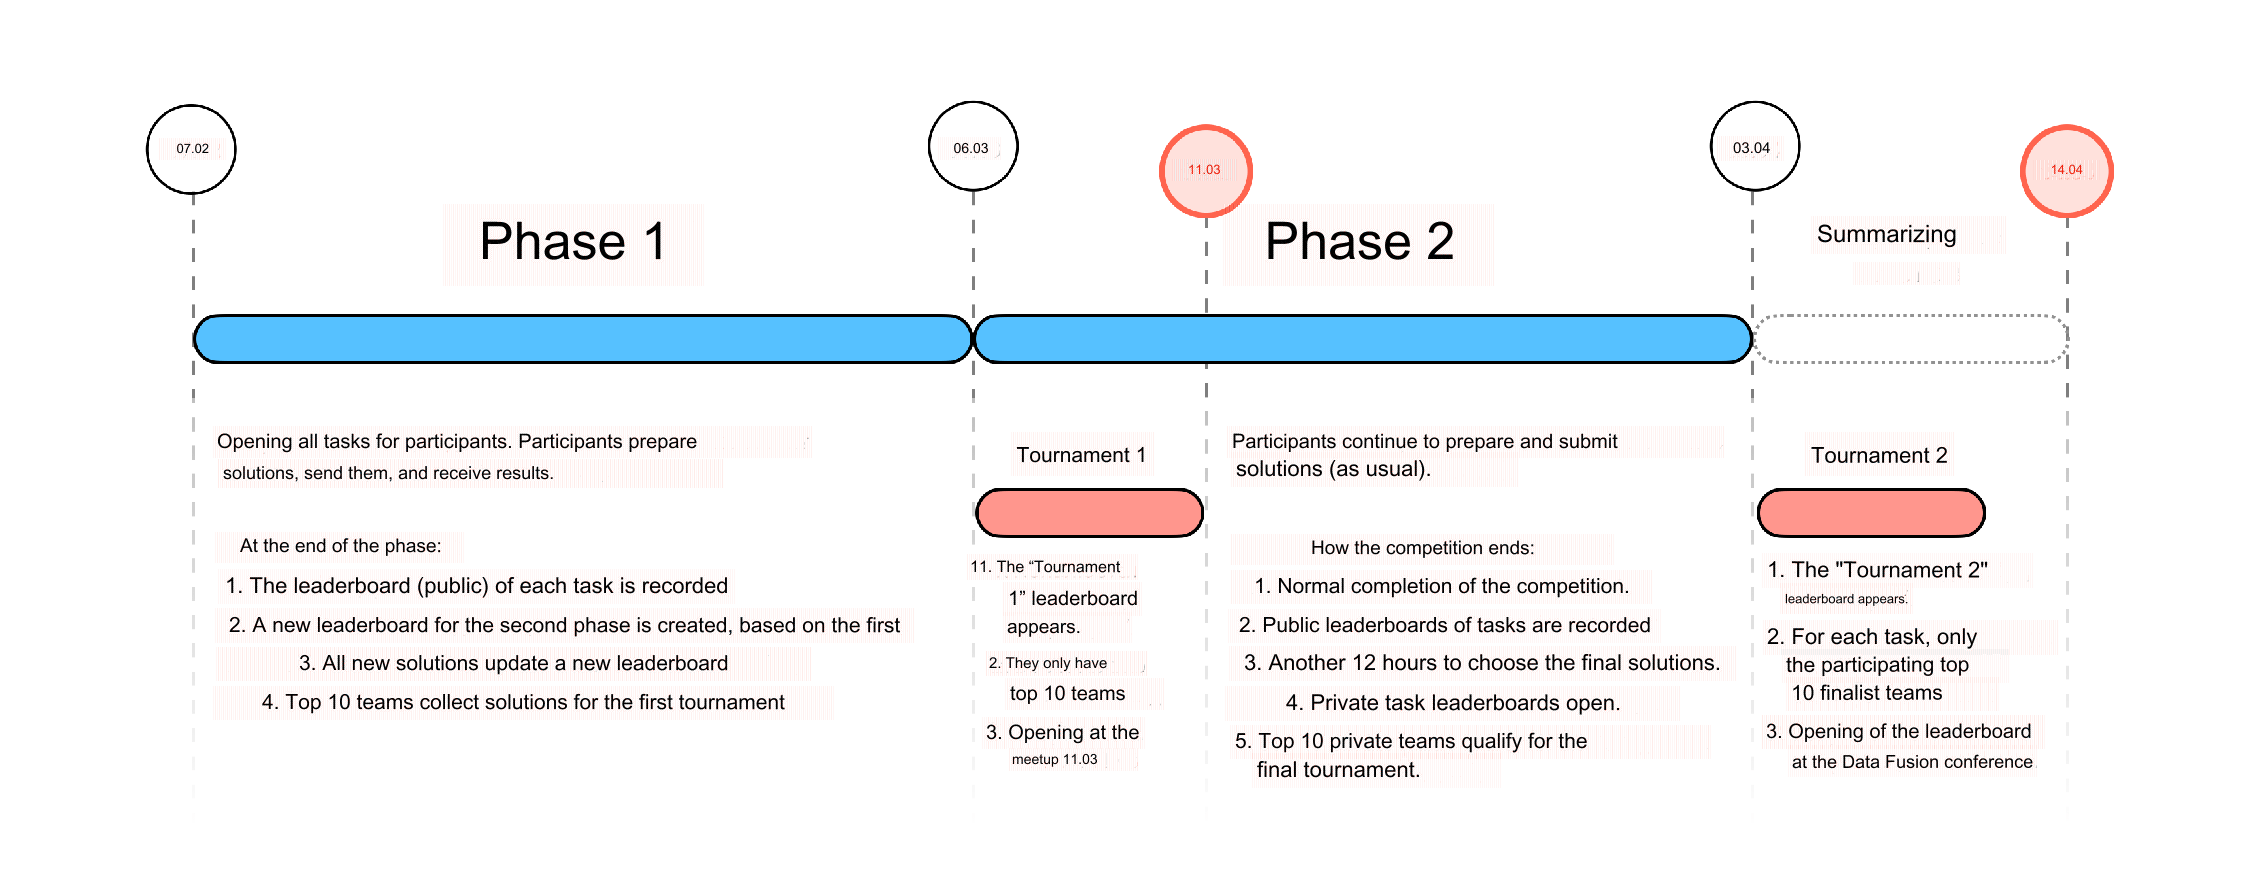 07.02
06.03
11.03
03.04
14.04
Phase 1
Phase 2
Summarizing
Opening all tasks for participants. Participants prepare
solutions, send them, and receive results.
At the end of the phase:
1. The leaderboard (public) of each task is recorded
2. A new leaderboard for the second phase is created, based on the first
3. All new solutions update a new leaderboard
4. Top 10 teams collect solutions for the first tournament
Tournament 1
11. The “Tournament
1” leaderboard
appears.
2. They only have
top 10 teams
3. Opening at the
meetup 11.03
Participants continue to prepare and submit
solutions (as usual).
How the competition ends:
1. Normal completion of the competition.
2. Public leaderboards of tasks are recorded
3. Another 12 hours to choose the final solutions.
4. Private task leaderboards open.
5. Top 10 private teams qualify for the
final tournament.
Tournament 2
1. The "Tournament 2"
leaderboard appears.
2. For each task, only
the participating top
10 finalist teams
3. Opening of the leaderboard
at the Data Fusion conference